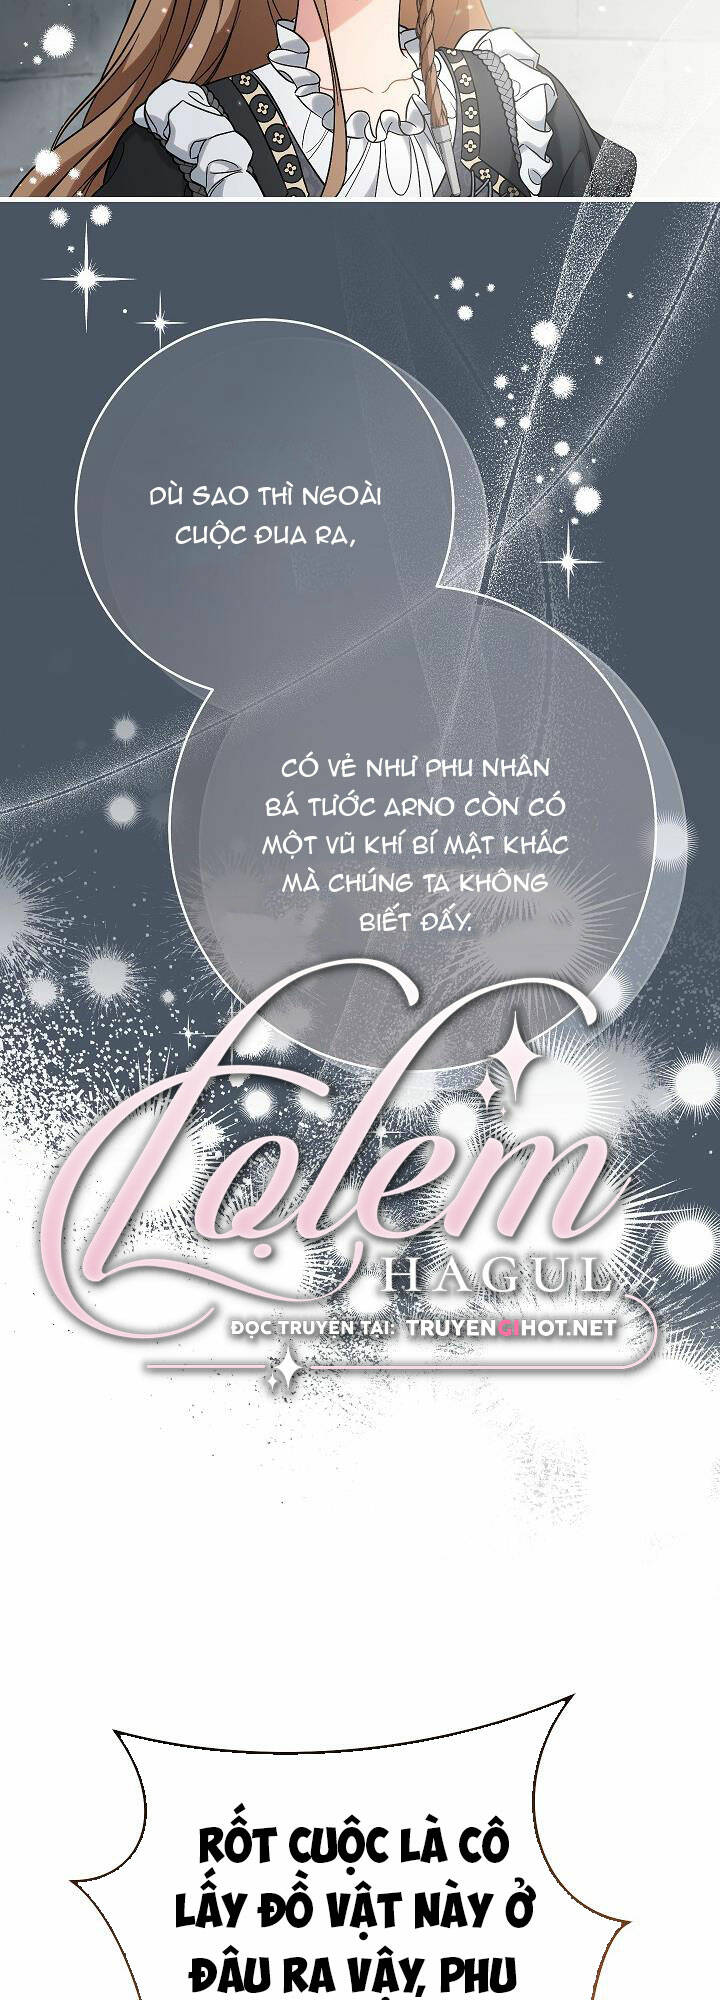 DÙ SAO THÌ NGOÀI
CUỘC ĐUA RA,
CÓ VẺ NHƯ PHU NHÂN
BÁ TƯỚC ARNO CÒN CÓ
MỘT VŨ KHÍ BÍ MẬT KHÁC
MÀ CHÚNG TA KHÔNG
BIẾT ĐẤY.
Lọlem
HAGUL
ĐỌC TRUYỆN TẠI: TRUYENGIHOT.NET
RỐT CUỘC LÀ CÔ
LẤY ĐỒ VẬT NÀY Ở
ĐÂU RA VẬY, PHU